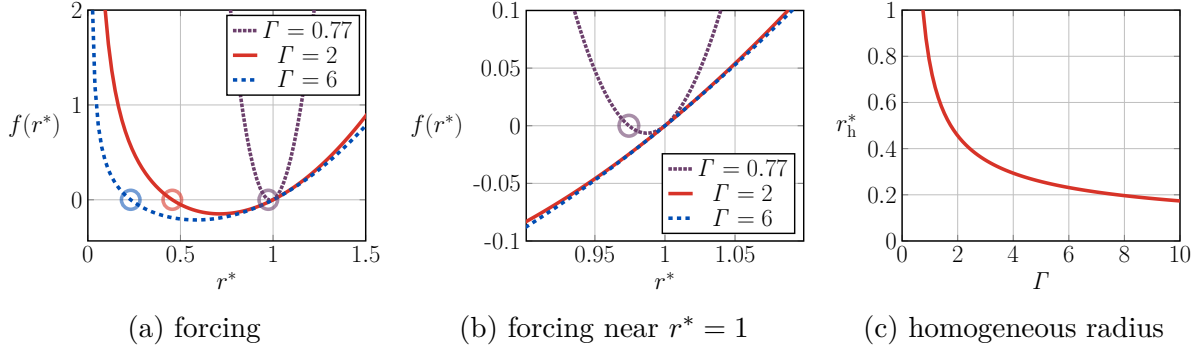 2
1
0
f(r*)
0
0.5
1
1.5
r*
Γ = 0.77
Γ = 2
Γ = 6
(a) forcing
0.1
0.05
0
-0.05
-0.1
f(r*)
0.95
1
1.05
r*
Γ = 0.77
Γ = 2
Γ = 6
(b) forcing near r* = 1
1
0.8
0.6
0.4
0.2
0
r*h
0
2
4
6
8
10
Γ
(c) homogeneous radius